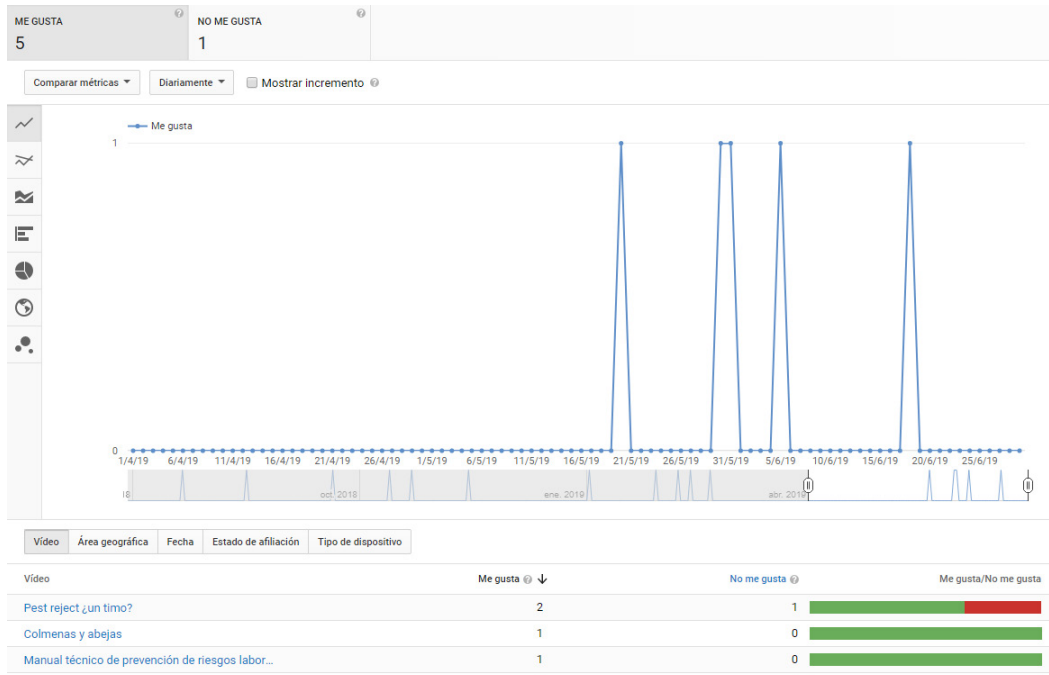 ME GUSTA
5
NO ME GUSTA
1
Comparar métricas
Diariamente
Mostrar incremento
Me gusta
1
0
1/4/19 6/4/19 11/4/19 16/4/19 21/4/19 26/4/19 1/5/19 6/5/19 11/5/19 16/5/19 21/5/19 26/5/19 31/5/19 5/6/19 10/6/19 15/6/19 20/6/19 25/6/19
18 oct. 2018 ene. 2019 abr. 2019
Vídeo Área geográfica Fecha Estado de afiliación Tipo de dispositivo
Vídeo Me gusta No me gusta Me gusta/No me gusta
Pest reject ¿un timo? 2 1
Colmenas y abejas 1 0
Manual técnico de prevención de riesgos labor... 1 0